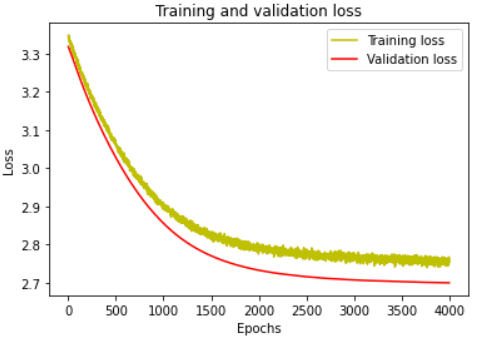 Training and validation loss
Training loss
Validation loss
3.3
3.2
3.1
3.0
2.9
2.8
2.7
Loss
0 500 1000 1500 2000 2500 3000 3500 4000
Epochs